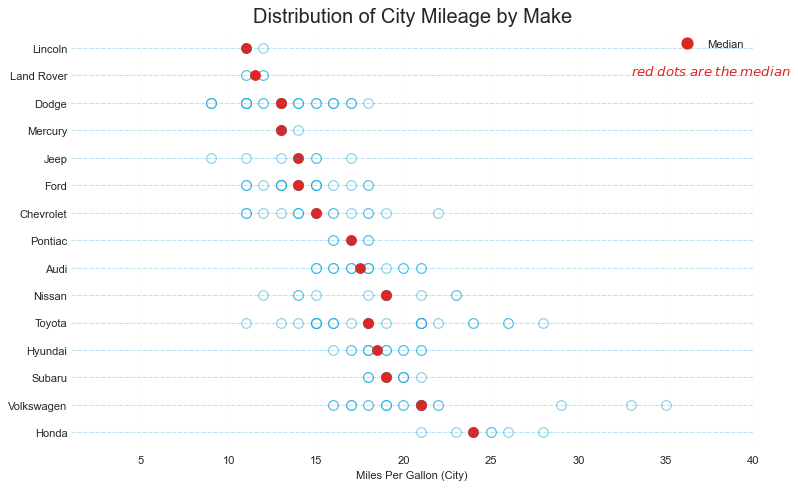 Distribution of City Mileage by Make
Median
red dots are the median
Lincoln
Land Rover
Dodge
Mercury
Jeep
Ford
Chevrolet
Pontiac
Audi
Nissan
Toyota
Hyundai
Subaru
Volkswagen
Honda
5 10 15 20 25 30 35 40
Miles Per Gallon (City)